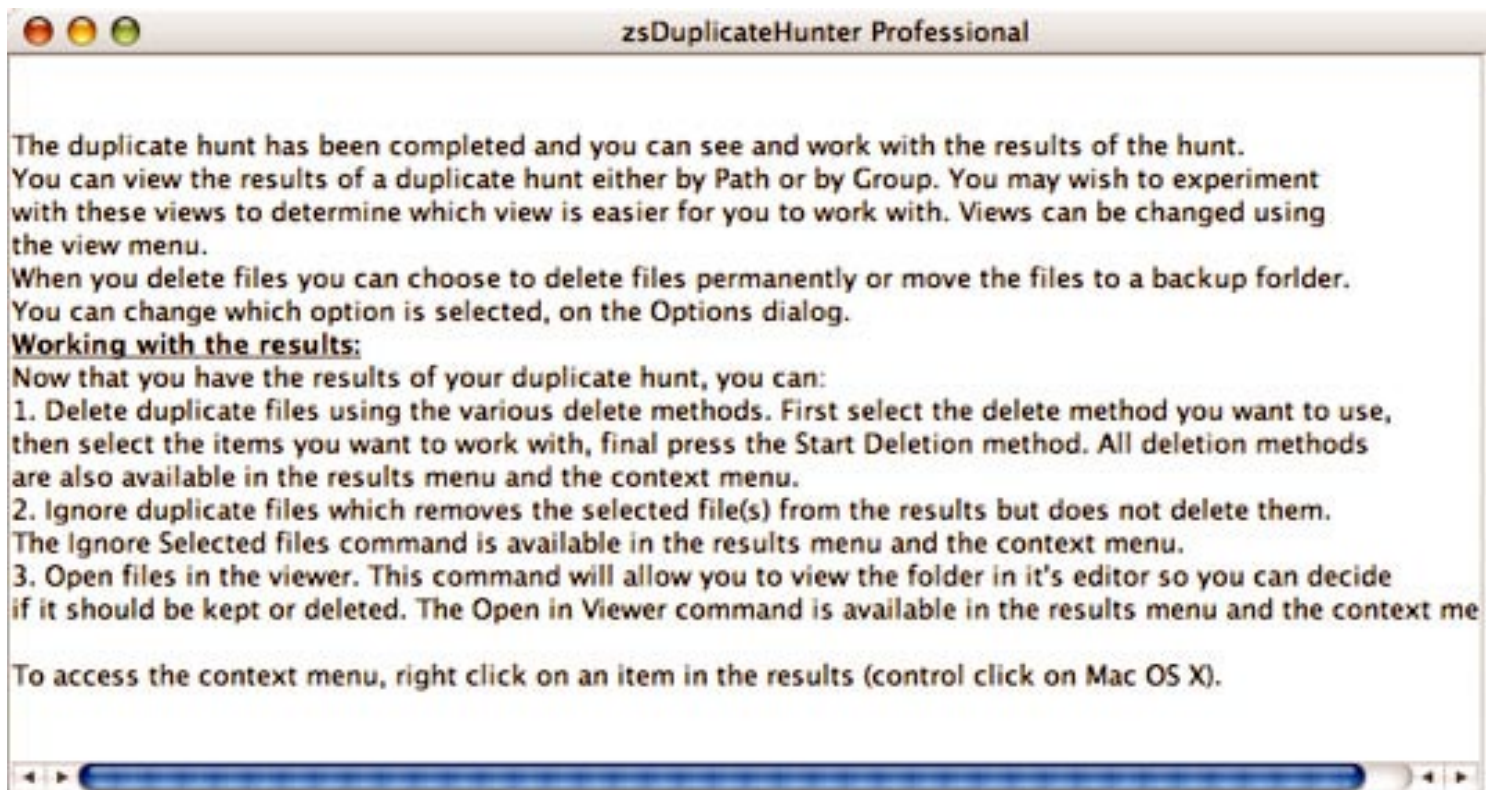 zsDuplicateHunter Professional
The duplicate hunt has been completed and you can see and work with the results of the hunt.
You can view the results of a duplicate hunt either by Path or by Group. You may wish to experiment
with these views to determine which view is easier for you to work with. Views can be changed using
the view menu.
When you delete files you can choose to delete files permanently or move the files to a backup forlder.
You can change which option is selected, on the Options dialog.
Working with the results:
Now that you have the results of your duplicate hunt, you can:
1. Delete duplicate files using the various delete methods. First select the delete method you want to use,
then select the items you want to work with, final press the Start Deletion method. All deletion methods
are also available in the results menu and the context menu.
2. Ignore duplicate files which removes the selected file(s) from the results but does not delete them.
The Ignore Selected files command is available in the results menu and the context menu.
3. Open files in the viewer. This command will allow you to view the folder in it's editor so you can decide
if it should be kept or deleted. The Open in Viewer command is available in the results menu and the context me
To access the context menu, right click on an item in the results (control click on Mac OS X).